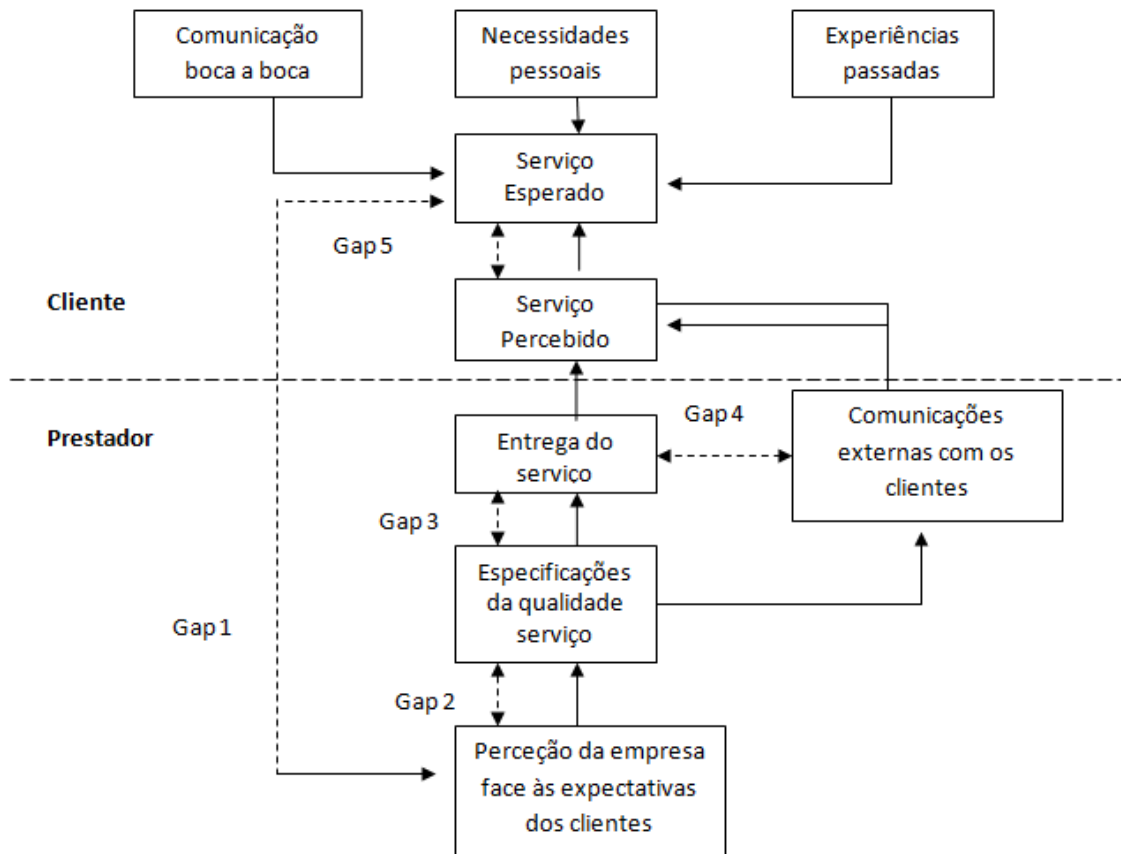 Comunicação
boca a boca
Necessidades
pessoais
Experiências
passadas
Serviço
Esperado
Gap 5
Cliente
Serviço
Percebido
Prestador
Entrega do
serviço
Gap 4
Comunicações
externas com os
clientes
Gap 3
Especificações
da qualidade
serviço
Gap 1
Gap 2
Perceção da empresa
face às expectativas
dos clientes